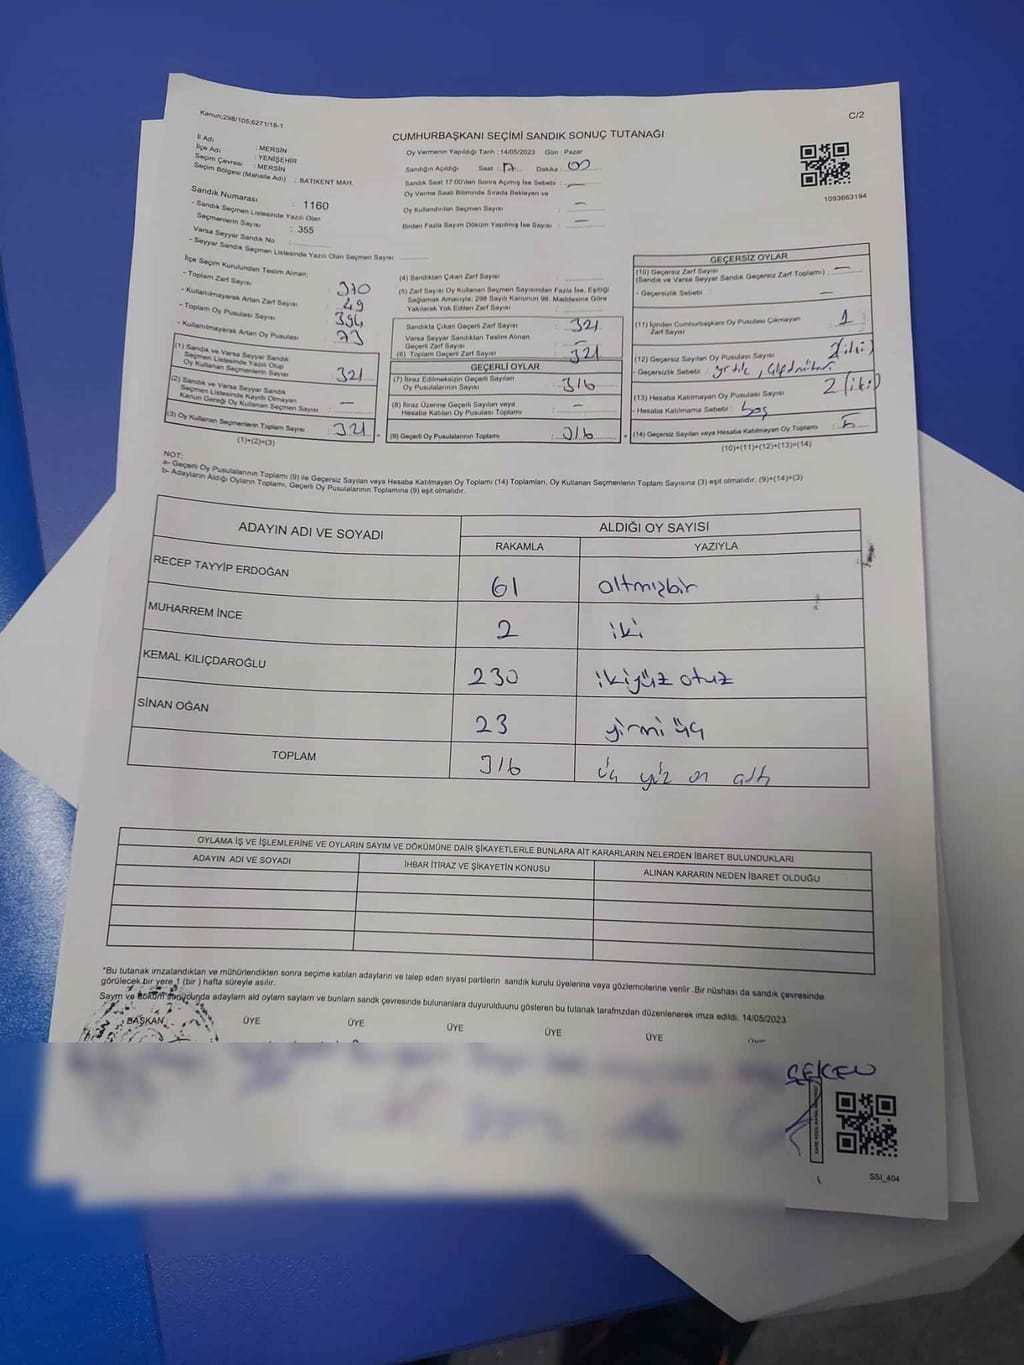 Kanun;298/105;6271/18-1
C/2
CUMHURBAŞKANI SEÇİMİ SANDIK SONUÇ TUTANAĞI
İl Adı : MERSİN
İlçe Adı : YENİŞEHİR
Seçim Çevresi : MERSİN
Seçim Bölgesi (Mahalle Adı) : BATIKENT MAH.
Sandık Numarası : 1160
- Sandık Seçmen Listesinde Yazılı Olan
Seçmenlerin Sayısı : 355
Varsa Seyyar Sandık No :
- Seyyar Sandık Seçmen Listesinde Yazılı Olan Seçmen Sayısı:
Oy Vermenin Yapıldığı Tarih : 14/05/2023 Gün : Pazar
Sandığın Açıldığı Saat : 17 Dakika : 00
Sandık Saat 17:00'den Sonra Açılmış İse Sebebi : —
Oy Verme Saati Bitiminde Sırada Bekleyen ve
Oy Kullandırılan Seçmen Sayısı : —
Birden Fazla Sayım Döküm Yapılmış İse Sayısı : —
1093663194
İlçe Seçim Kurulundan Teslim Alınan;
- Toplam Zarf Sayısı : 370
- Kullanılmayarak Artan Zarf Sayısı : 49
- Toplam Oy Pusulası Sayısı : 394
- Kullanılmayarak Artan Oy Pusulası : 73
(1) Sandık ve Varsa Seyyar Sandık
Seçmen Listesinde Yazılı Olup
Oy Kullanan Seçmenlerin Sayısı : 321
(2) Sandık ve Varsa Seyyar Sandık
Seçmen Listesinde Kayıtlı Olmayan
Kanun Gereği Oy Kullanan Seçmen Sayısı : —
(3) Oy Kullanan Seçmenlerin Toplam Sayısı : 321
(1)+(2)=(3)
(4) Sandıktan Çıkan Zarf Sayısı :
(5) Zarf Sayısı Oy Kullanan Seçmen Sayısından Fazla İse, Eşitliği
Sağlamak Amacıyla; 298 Sayılı Kanunun 98. Maddesine Göre
Yakılarak Yok Edilen Zarf Sayısı :
Sandıkta Çıkan Geçerli Zarf Sayısı : 321
Varsa Seyyar Sandıktan Teslim Alınan
Geçerli Zarf Sayısı : —
(6) Toplam Geçerli Zarf Sayısı : 321
GEÇERLİ OYLAR
(7) İtiraz Edilmeksizin Geçerli Sayılan
Oy Pusulalarının Sayısı : 316
(8) İtiraz Üzerine Geçerli Sayılan veya
Hesaba Katılan Oy Pusulası Toplamı : —
(9) Geçerli Oy Pusulalarının Toplamı : 316
GEÇERSİZ OYLAR
(10) Geçersiz Zarf Sayısı
(Sandık ve Varsa Seyyar Sandık Geçersiz Zarf Toplamı) : —
- Geçersizlik Sebebi : —
(11) İçinden Cumhurbaşkanı Oy Pusulası Çıkmayan
Zarf Sayısı : 1
(12) Geçersiz Sayılan Oy Pusulası Sayısı : 2 (iki)
- Geçersizlik Sebebi : yırtık,
(13) Hesaba Katılmayan Oy Pusulası Sayısı : 2 (iki)
- Hesaba Katılmama Sebebi : boş
(14) Geçersiz Sayılan veya Hesaba Katılmayan Oy Toplamı : 5
(10)+(11)+(12)+(13)=(14)
NOT:
a- Geçerli Oy Pusulalarının Toplamı (9) ile Geçersiz Sayılan veya Hesaba Katılmayan Oy Toplamı (14) Toplamları, Oy Kullanan Seçmenlerin Toplam Sayısına (3) eşit olmalıdır. (9)+(14)=(3)
b- Adayların Aldığı Oyların Toplamı, Geçerli Oy Pusulalarının Toplamına (9) eşit olmalıdır.
ADAYIN ADI VE SOYADI ALDIĞI OY SAYISI
RAKAMLA YAZIYLA
RECEP TAYYİP ERDOĞAN 61 altmışbir
MUHARREM İNCE 2 iki
KEMAL KILIÇDAROĞLU 230 ikiyüz otuz
SİNAN OĞAN 23 yirmi üç
TOPLAM 316 üç yüz on altı
OYLAMA İŞ VE İŞLEMLERİNE VE OYLARIN SAYIM VE DÖKÜMÜNE DAİR ŞİKAYETLERLE BUNLARA AİT KARARLARIN NELERDEN İBARET BULUNDUKLARI
ADAYIN ADI VE SOYADI İHBAR İTİRAZ VE ŞİKAYETİN KONUSU ALINAN KARARIN NEDEN İBARET OLDUĞU
*Bu tutanak imzalandıktan ve mühürlendikten sonra seçime katılan adayların ve talep eden siyasi partilerin sandık kurulu üyelerine veya gözlemcilerine verilir .Bir nüshası da sandık çevresinde
görülecek bir yere 1 (bir ) hafta süreyle asılır.
Sayım ve döküm sonucunda adaylarn ald oylarn saylarn ve bunlarn sandk çevresinde bulunanlara duyurulduunu gösteren bu tutanak tarafmzdan düzenlenerek imza edildi. 14/05/2023
BAŞKAN ÜYE ÜYE ÜYE ÜYE ÜYE
SSI_404